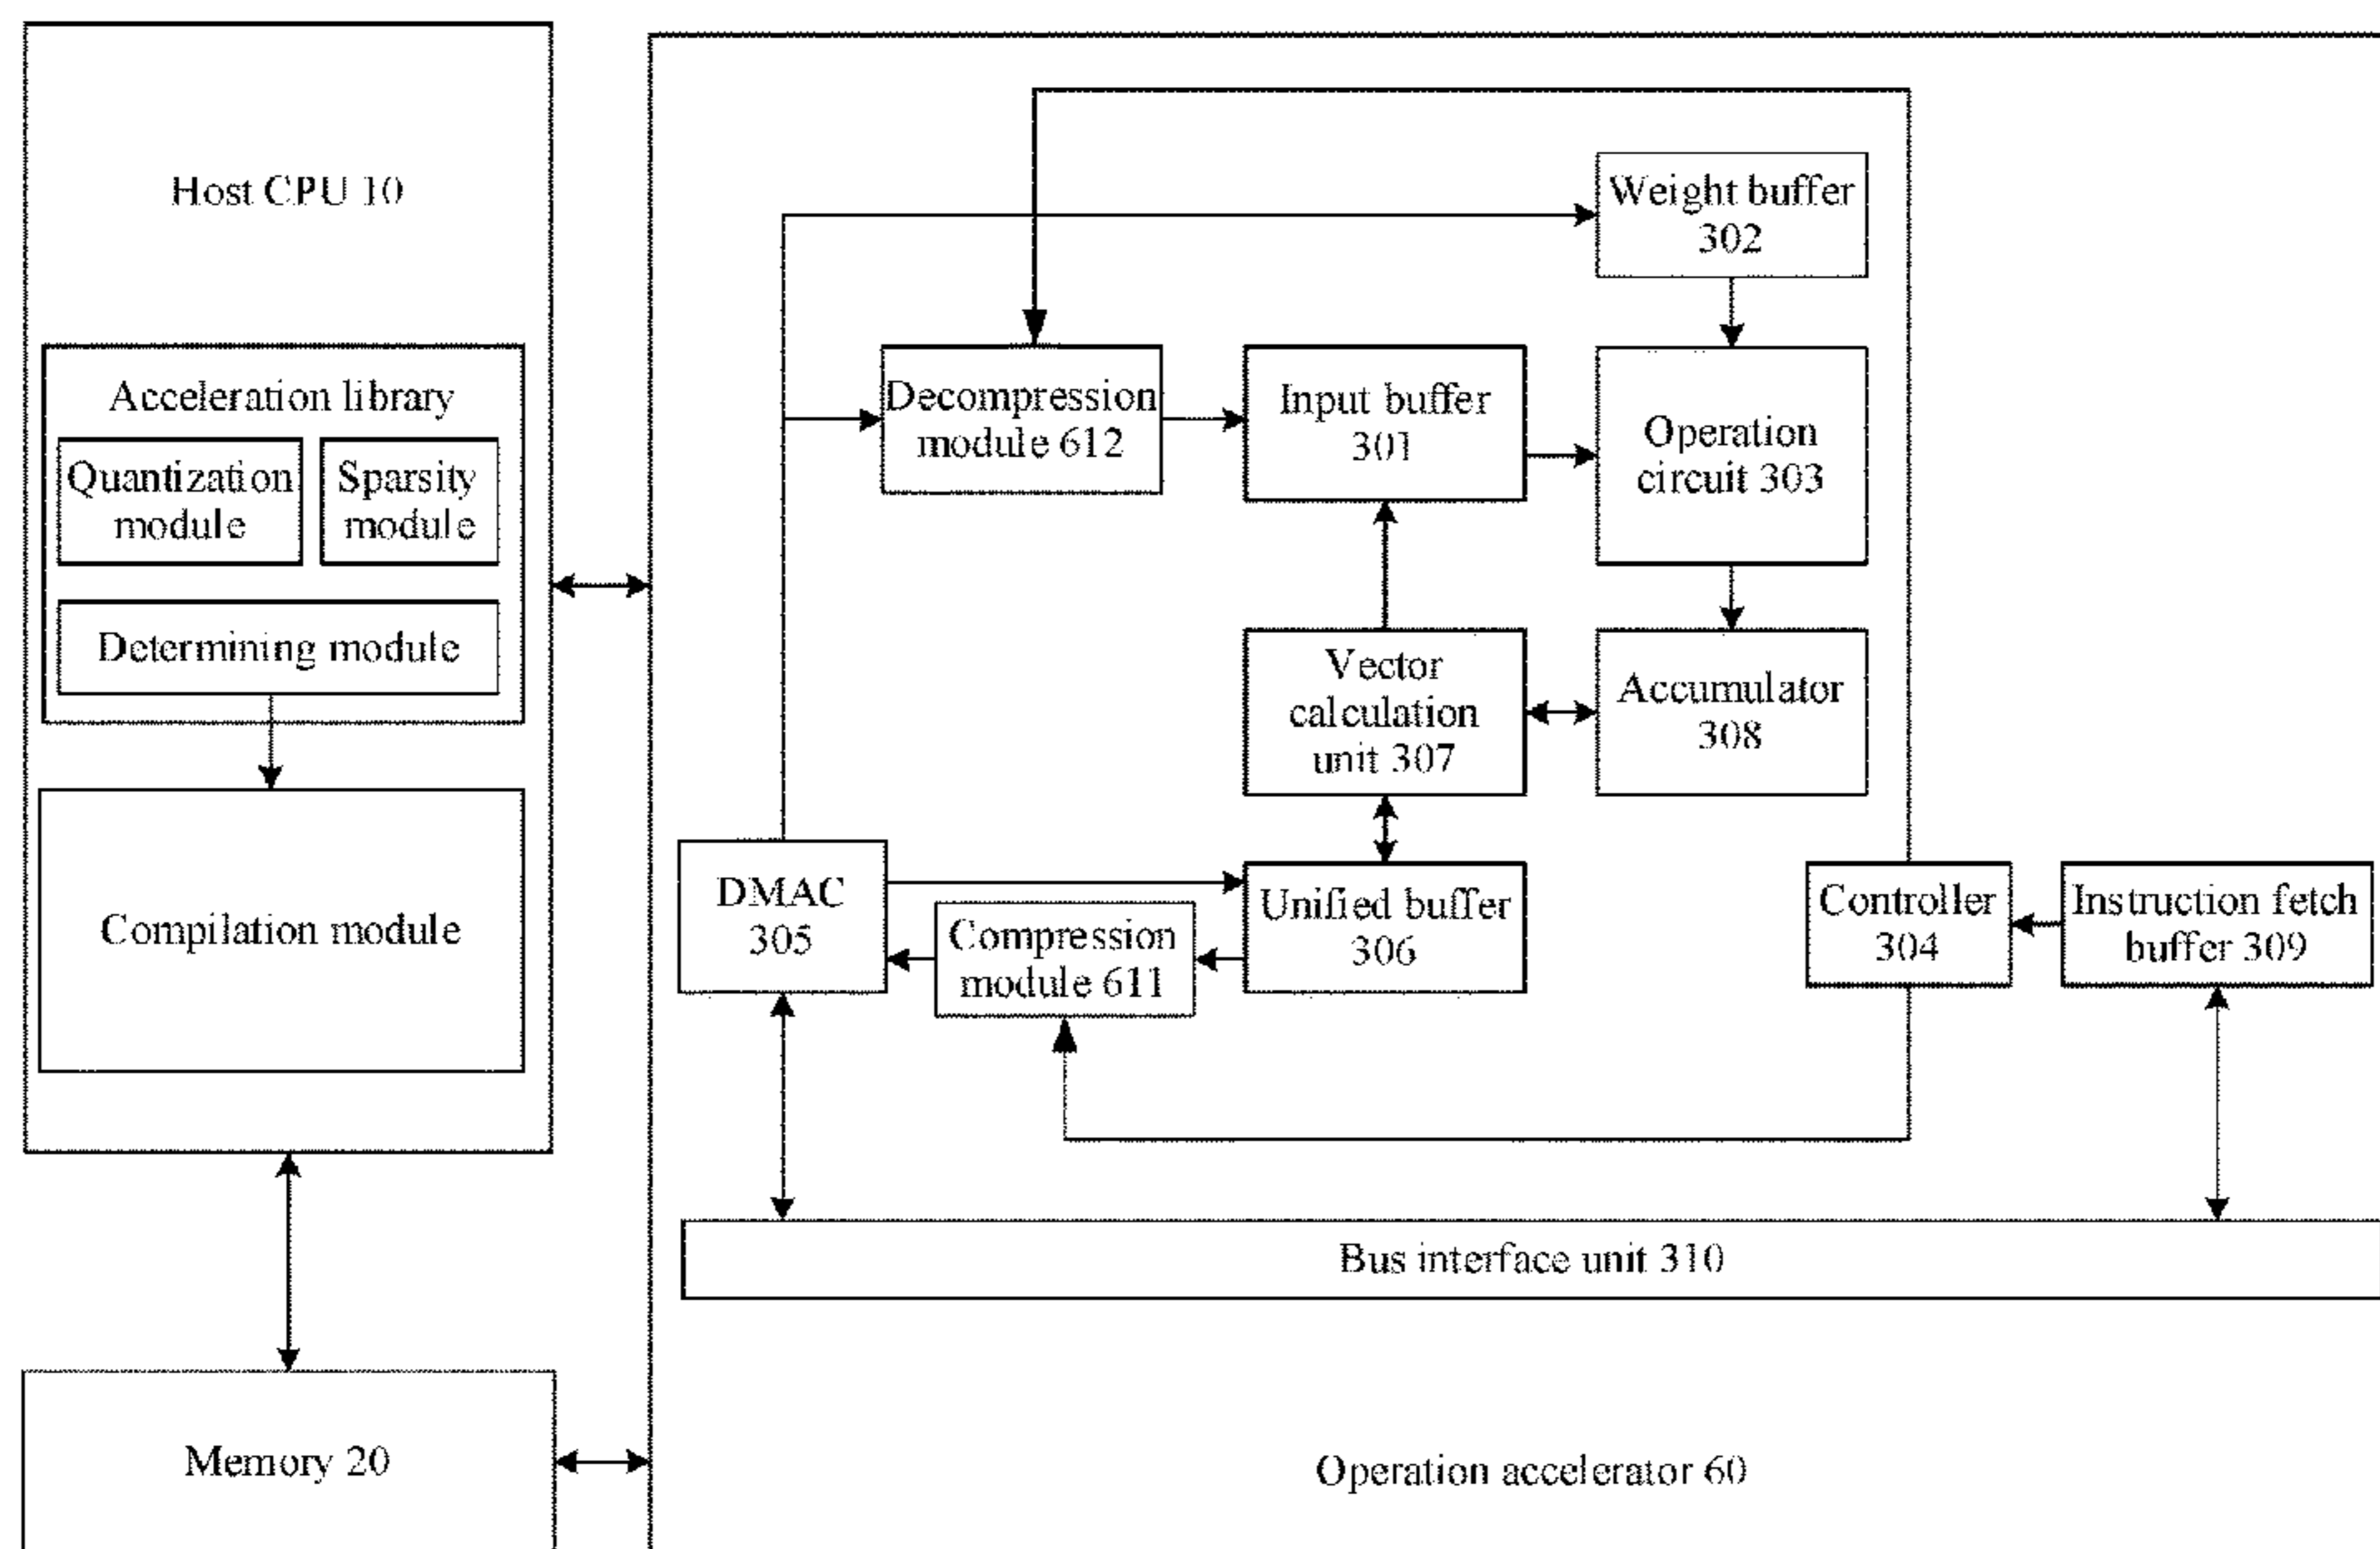 Host CPU 10
Acceleration library
Quantization
module
Sparsity
module
Determining module
Compilation module
Memory 20
Weight buffer
302
Decompression
module 612
Input buffer
301
Operation
circuit 303
Vector
calculation
unit 307
Accumulator
308
DMAC
305
Compression
module 611
Unified buffer
306
Controller
304
Instruction fetch
buffer 309
Bus interface unit 310
Operation accelerator 60